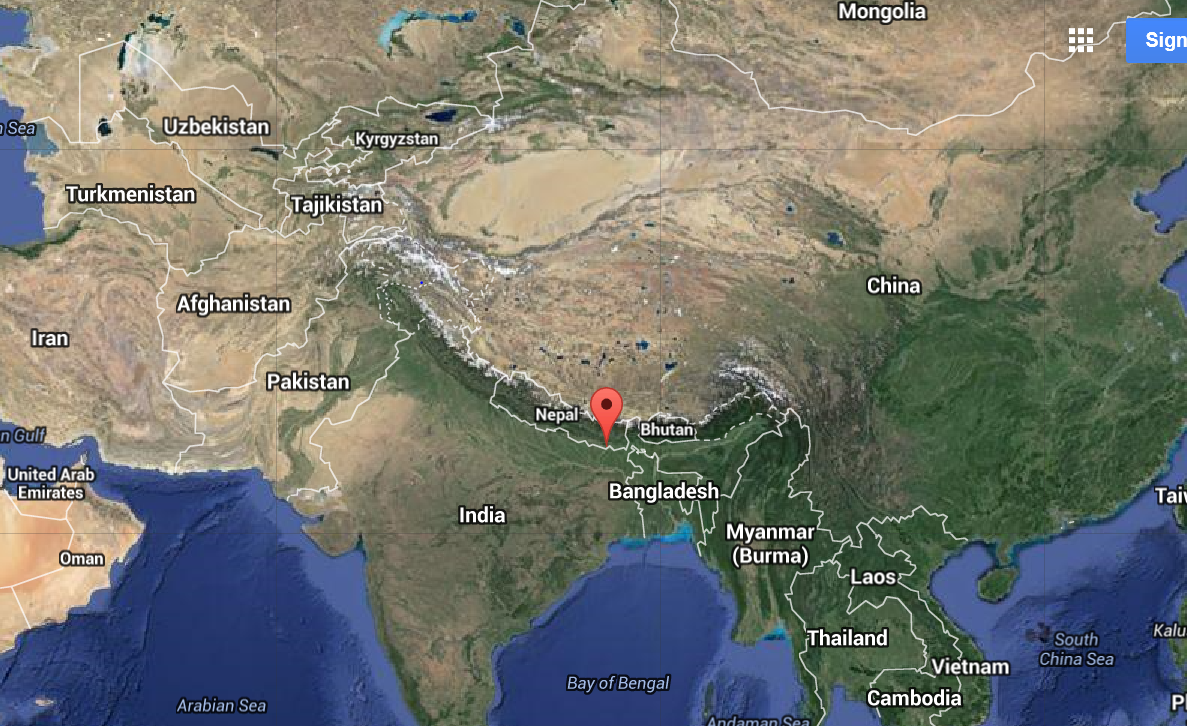 Mongolia
Sign
n Sea
Uzbekistan
Kyrgyzstan
Turkmenistan
Tajikistan
China
Afghanistan
Iran
Pakistan
Nepal
Bhutan
n Gulf
United Arab
Emirates
Bangladesh
Taiw
India
Myanmar
(Burma)
Oman
Laos
Thailand
South
China Sea
Kalu
Vietnam
Bay of Bengal
Cambodia
Arabian Sea
Andaman Sea
P